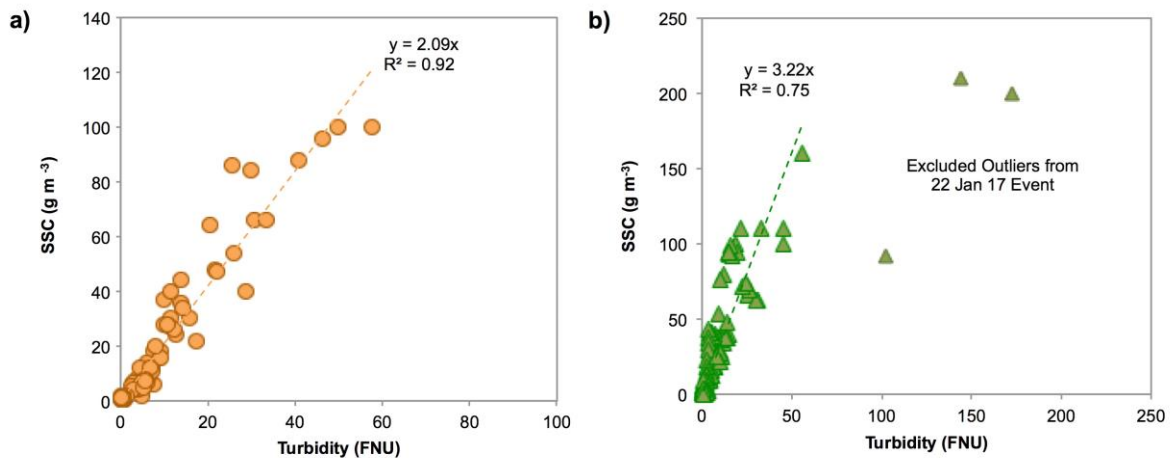 a)
140
120
100
80
60
40
20
0
SSC (g m -3)
y = 2.09x
R² = 0.92
0 20 40 60 80 100
Turbidity (FNU)
b)
250
200
150
100
50
0
SSC (g m -3)
y = 3.22x
R² = 0.75
Excluded Outliers from
22 Jan 17 Event
0 50 100 150 200 250
Turbidity (FNU)